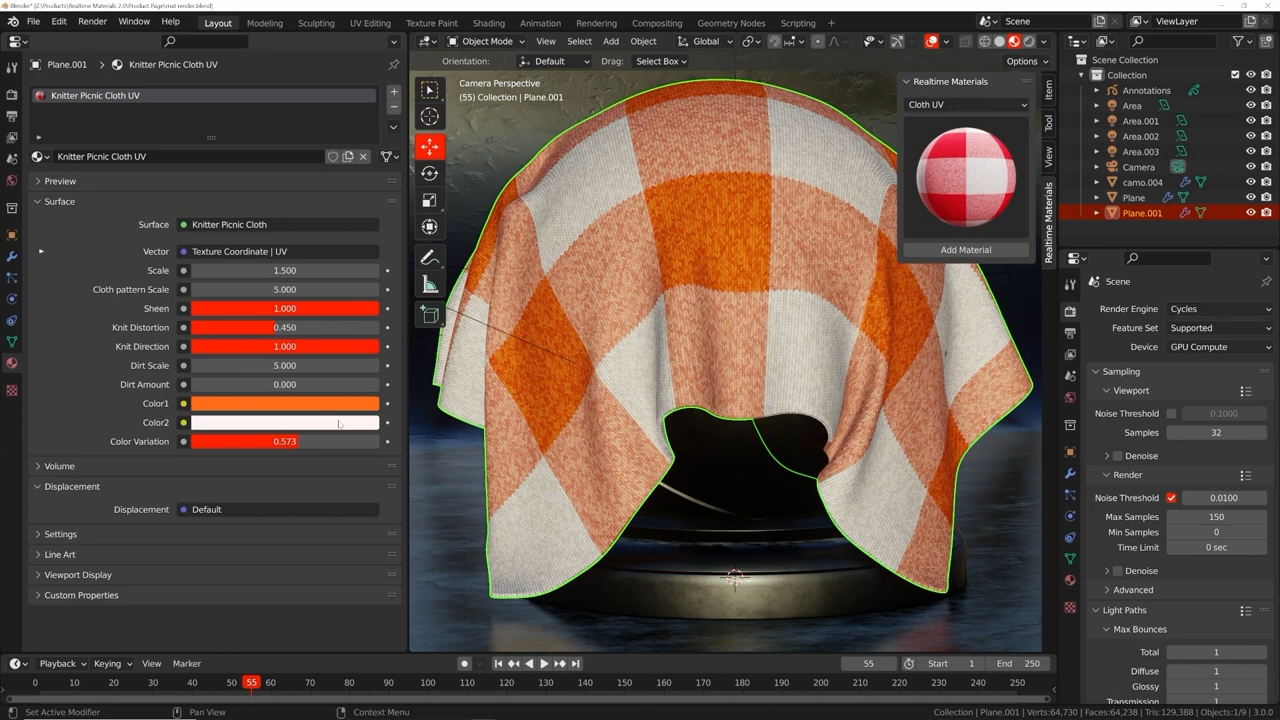 Blender* [Z:\Products\Realtime Materials 2.0\Product Page\mat render.blend]
File Edit Render Window Help Layout Modeling Sculpting UV Editing Texture Paint Shading Animation Rendering Compositing Geometry Nodes Scripting + Scene ViewLayer
Object Mode View Select Add Object Global
Orientation: Default Drag: Select Box Options
Plane.001 > Knitter Picnic Cloth UV
Knitter Picnic Cloth UV
Knitter Picnic Cloth UV
Preview
Surface
Surface Knitter Picnic Cloth
Vector Texture Coordinate | UV
Scale 1.500
Cloth pattern Scale 5.000
Sheen 1.000
Knit Distortion 0.450
Knit Direction 1.000
Dirt Scale 5.000
Dirt Amount 0.000
Color1
Color2
Color Variation 0.573
Volume
Displacement
Displacement Default
Settings
Line Art
Viewport Display
Custom Properties
Camera Perspective
(55) Collection | Plane.001
Realtime Materials
Cloth UV
Add Material
Item
Tool
View
Realtime Materials
Scene Collection
Collection
Annotations
Area
Area.001
Area.002
Area.003
Camera
camo.004
Plane
Plane.001
Scene
Render Engine Cycles
Feature Set Supported
Device GPU Compute
Sampling
Viewport
Noise Threshold 0.1000
Samples 32
Denoise
Render
Noise Threshold 0.0100
Max Samples 150
Min Samples 0
Time Limit 0 sec
Denoise
Advanced
Light Paths
Max Bounces
Total 1
Diffuse 1
Glossy 1
Transmission 1
Playback Keying View Marker 55 Start 1 End 250
0 10 20 30 40 55 60 70 80 90 100 110 120 130 140 150 160 170 180 190 200 210 220 230 240 250
Set Active Modifier Pan View Context Menu Collection | Plane.001 | Verts:64,730 | Faces:64,238 | Tris:129,388 | Objects:1/9 | 3.0.0